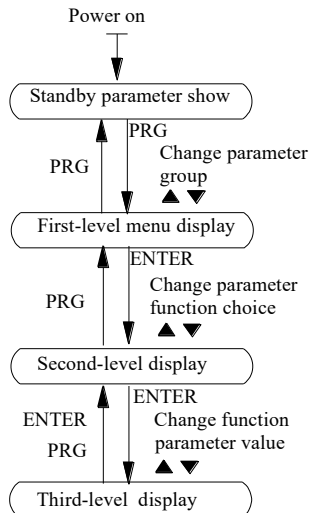 Power on
Standby parameter show
PRG
PRG
Change parameter
group
First-level menu display
ENTER
PRG
Change parameter
function choice
Second-level display
ENTER
ENTER
PRG
Change function
parameter value
Third-level display